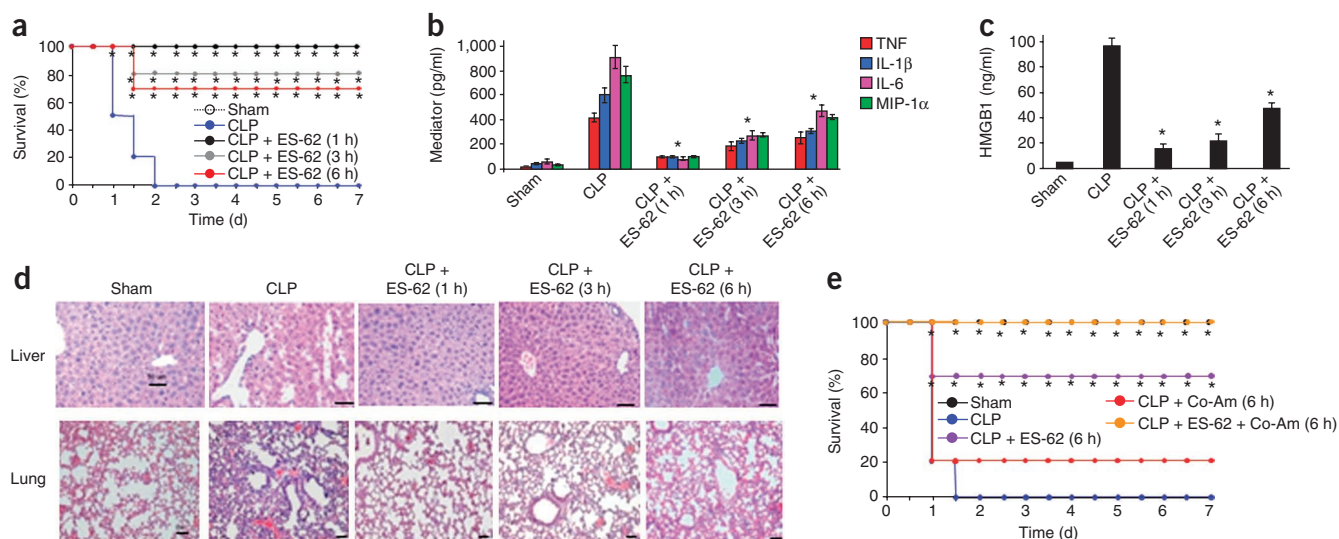 a
Survival (%)
100
80
60
40
20
0
* * * * * * * * * * * * *
* * * * * * * * * * * *
* * * * * * * * * * * *
Sham
CLP
CLP + ES-62 (1 h)
CLP + ES-62 (3 h)
CLP + ES-62 (6 h)
0 1 2 3 4 5 6 7
Time (d)
b
Mediator (pg/ml)
1,000
800
600
400
200
0
* * *
Sham
CLP
CLP +
ES-62 (1 h)
CLP +
ES-62 (3 h)
CLP +
ES-62 (6 h)
TNF
IL-1β
IL-6
MIP-1α
c
HMGB1 (ng/ml)
100
80
60
40
20
0
* * *
Sham
CLP
CLP +
ES-62 (1 h)
CLP +
ES-62 (3 h)
CLP +
ES-62 (6 h)
d
Sham
CLP
CLP +
ES-62 (1 h)
CLP +
ES-62 (3 h)
CLP +
ES-62 (6 h)
Liver
Lung
e
Survival (%)
100
80
60
40
20
0
* * * * * * * * * * * * *
* * * * * * * * * * * * *
Sham
CLP
CLP + ES-62 (6 h)
CLP + Co-Am (6 h)
CLP + ES-62 + Co-Am (6 h)
0 1 2 3 4 5 6 7
Time (d)